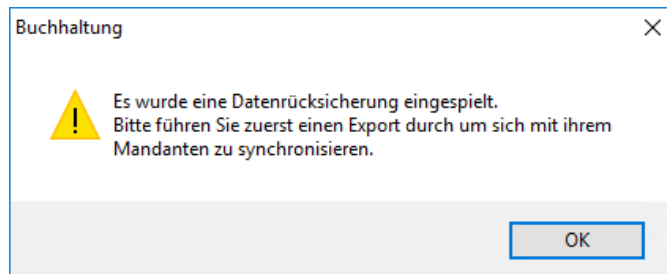 Buchhaltung
Es wurde eine Datenrücksicherung eingespielt.
Bitte führen Sie zuerst einen Export durch um sich mit ihrem
Mandanten zu synchronisieren.
OK